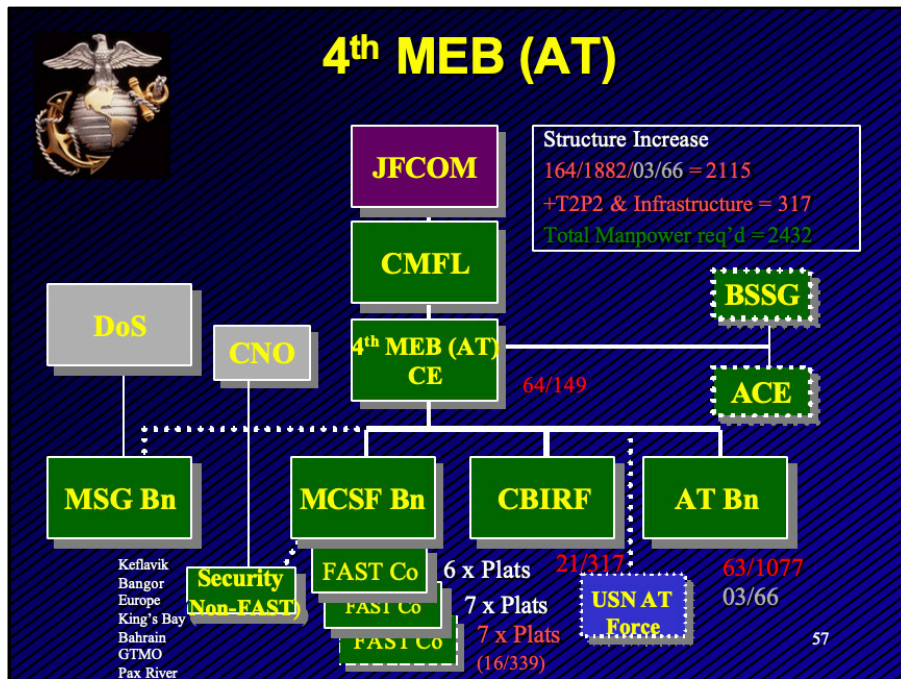 4th MEB (AT)
JFCOM
Structure Increase
164/1882/03/66 = 2115
+T2P2 & Infrastructure = 317
Total Manpower req'd = 2432
CMFL
BSSG
DoS
CNO
4th MEB (AT)
CE
64/149
ACE
MSG Bn
MCSF Bn
CBIRF
AT Bn
Keflavik
Bangor
Europe
King's Bay
Bahrain
GTMO
Pax River
Security
Non-FAST)
FAST Co
6 x Plats
FAST Co
7 x Plats
FAST Co
7 x Plats
(16/339)
21/317
USN AT
Force
63/1077
03/66
57